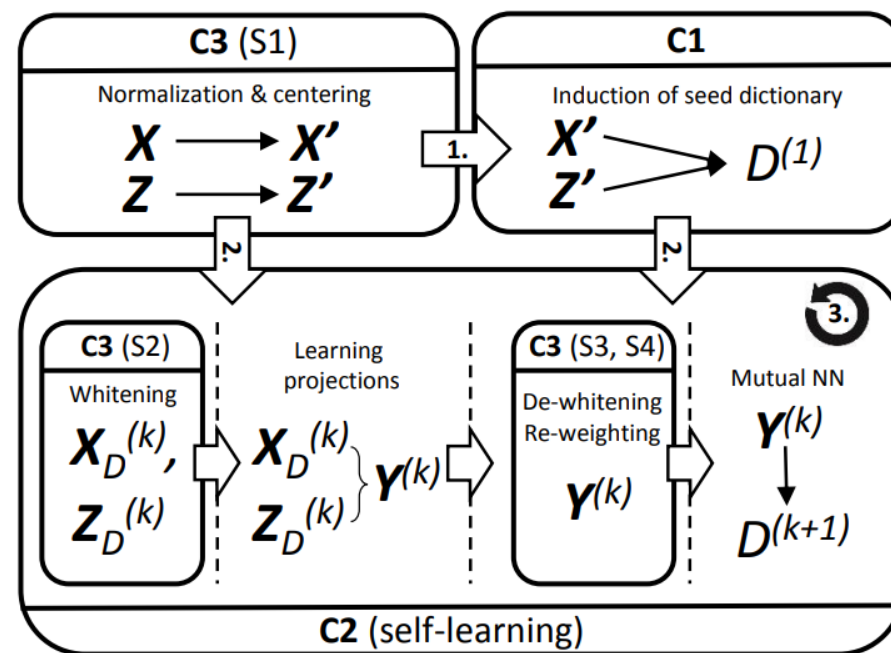 C3 (S1)
Normalization & centering
X X'
Z Z'
1.
C1
Induction of seed dictionary
X'
Z'
D(1)
2.
2.
3.
C3 (S2)
Whitening
XD(k),
ZD(k)
Learning
projections
XD(k)
ZD(k)
Y(k)
C3 (S3, S4)
De-whitening
Re-weighting
Y(k)
Mutual NN
Y(k)
D(k+1)
C2 (self-learning)